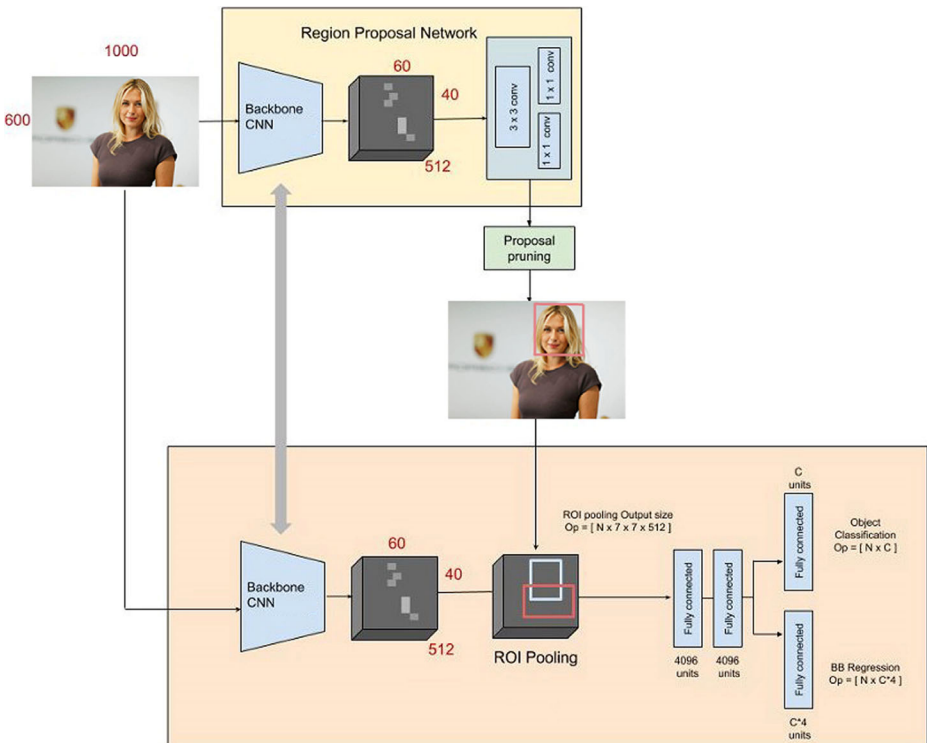 1000
600
Region Proposal Network
Backbone
CNN
60
40
512
3 x 3 conv
1 x 1 conv
1 x 1 conv
Proposal
pruning
Backbone
CNN
60
40
512
ROI Pooling
ROI pooling Output size
Op = [ N x 7 x 7 x 512 ]
Fully connected
4096
units
Fully connected
4096
units
C
units
Fully connected
Object
Classification
Op = [ N x C ]
Fully connected
C*4
units
BB Regression
Op = [ N x C*4 ]